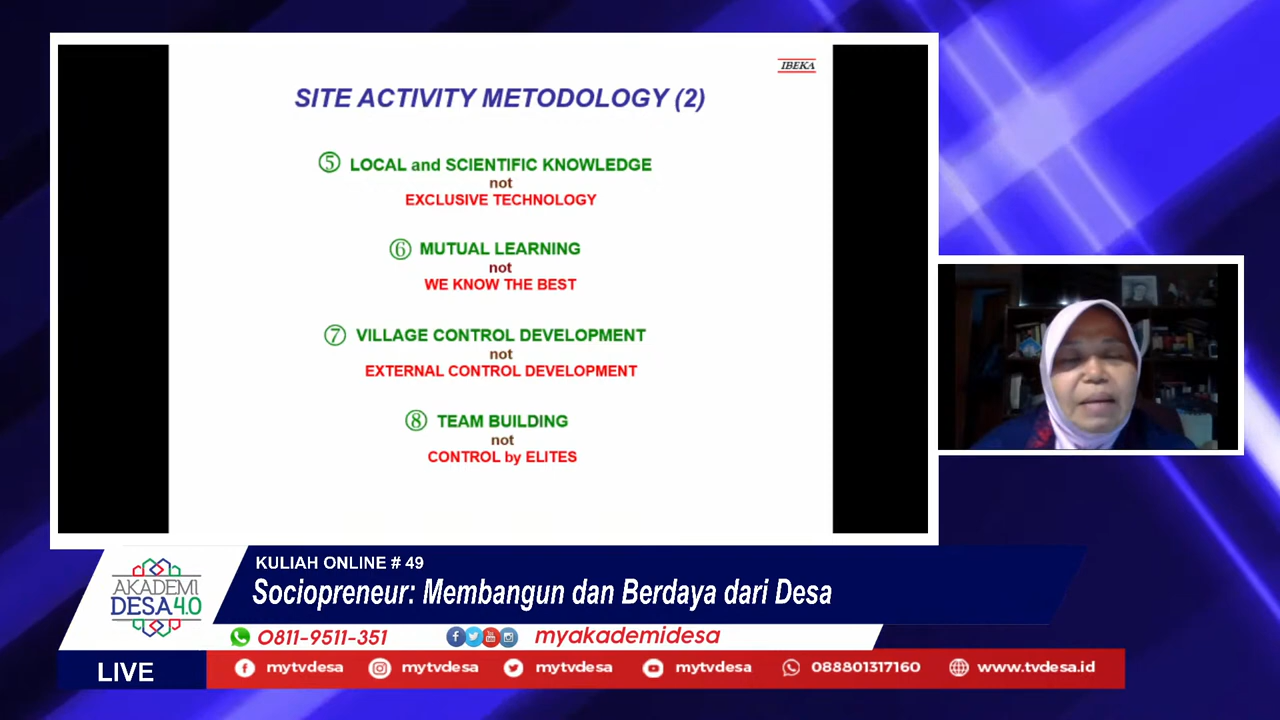 IBEKA
SITE ACTIVITY METODOLOGY (2)
⑤ LOCAL and SCIENTIFIC KNOWLEDGE
not
EXCLUSIVE TECHNOLOGY
⑥ MUTUAL LEARNING
not
WE KNOW THE BEST
⑦ VILLAGE CONTROL DEVELOPMENT
not
EXTERNAL CONTROL DEVELOPMENT
⑧ TEAM BUILDING
not
CONTROL by ELITES
KULIAH ONLINE # 49
Sociopreneur: Membangun dan Berdaya dari Desa
AKADEMI
DESA 4.0
0811-9511-351 myakademidesa
LIVE
mytvdesa mytvdesa mytvdesa mytvdesa 088801317160 www.tvdesa.id